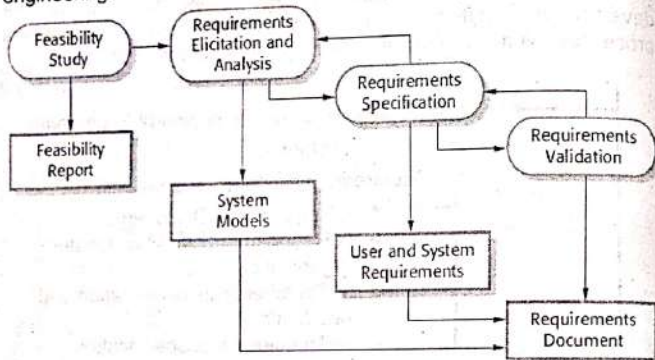 engineering
Feasibility
Study
Requirements
Elicitation and
Analysis
Requirements
Specification
Requirements
Validation
Feasibility
Report
System
Models
User and System
Requirements
Requirements
Document